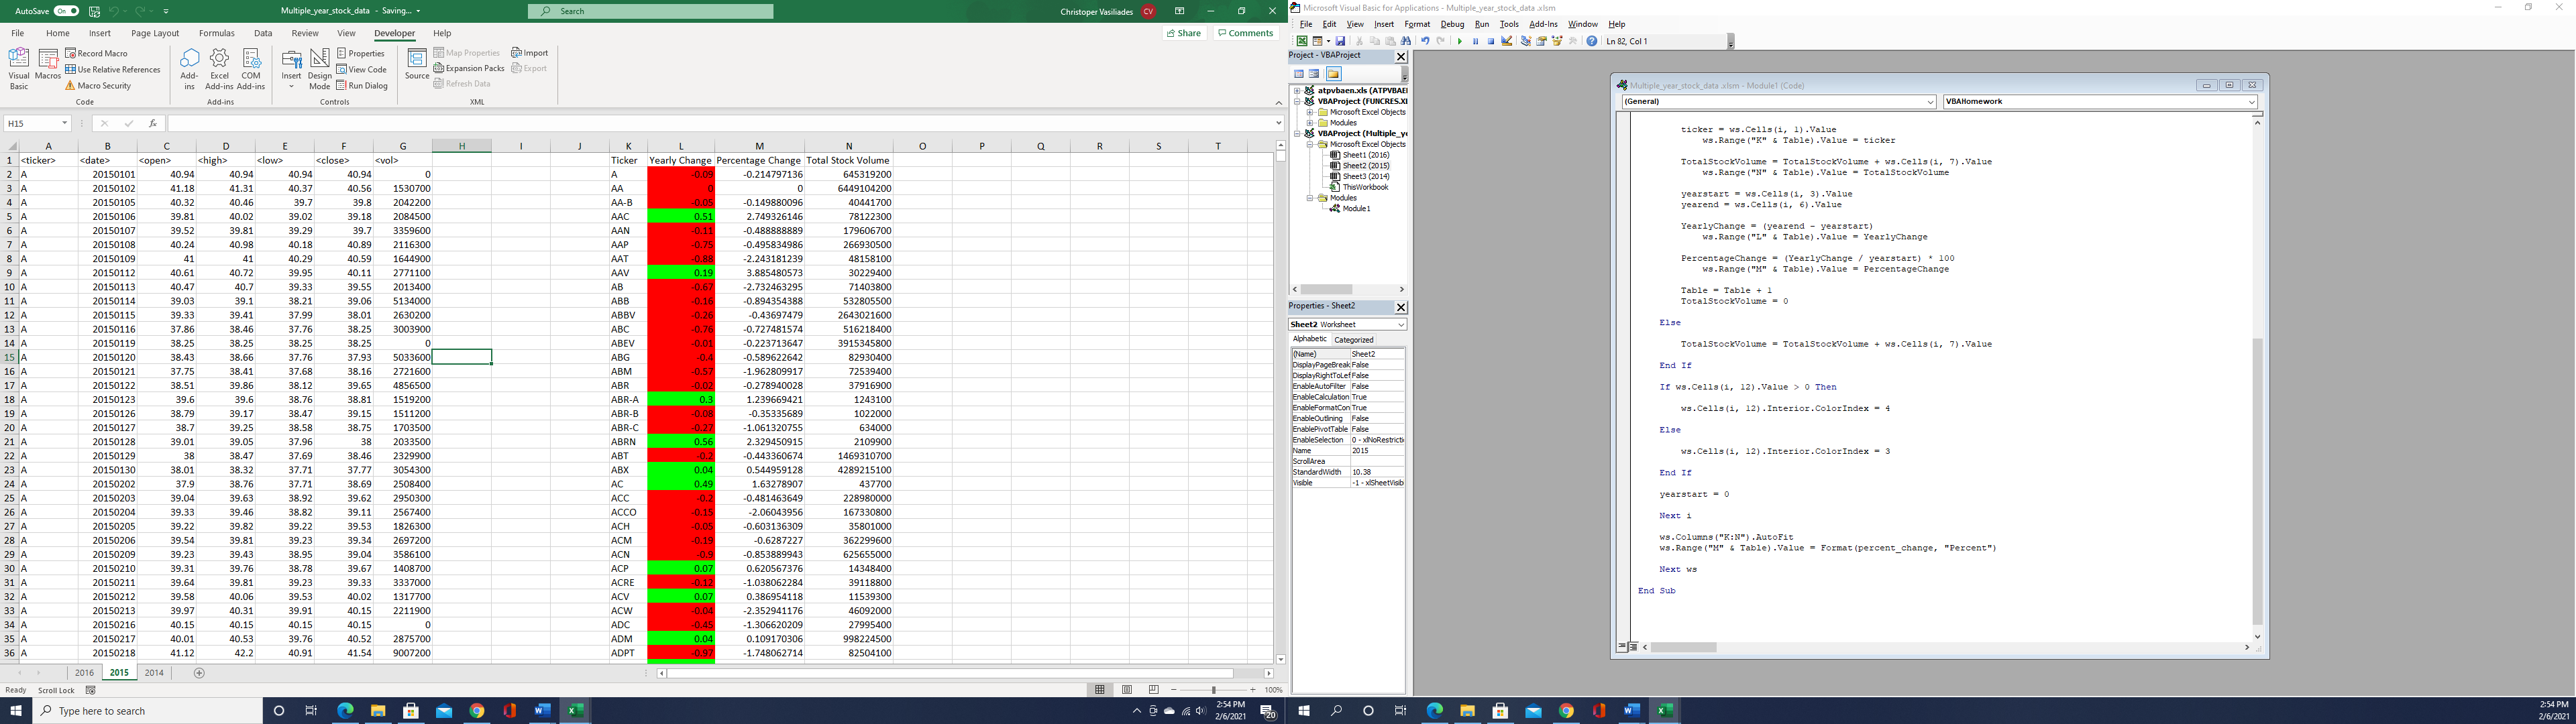 AutoSave On Multiple_year_stock_data - Saving... Search Christoper Vasiliades CV
File Home Insert Page Layout Formulas Data Review View Developer Help Share Comments
Visual Basic Macros Record Macro Use Relative References Macro Security Code
Add-ins Excel Add-ins COM Add-ins Add-ins
Insert Design Mode Properties View Code Run Dialog Controls
Source Map Properties Expansion Packs Refresh Data Import Export XML
H15 fx
A B C D E F G H I J K L M N O P Q R S T
1 <ticker> <date> <open> <high> <low> <close> <vol> Ticker Yearly Change Percentage Change Total Stock Volume
2 A 20150101 40.94 40.94 40.94 40.94 0 A -0.09 -0.214797136 645319200
3 A 20150102 41.18 41.31 40.37 40.56 1530700 AA 0 0 6449104200
4 A 20150105 40.32 40.46 39.7 39.8 2042200 AA-B -0.05 -0.149880096 40441700
5 A 20150106 39.81 40.02 39.02 39.18 2084500 AAC 0.51 2.749326146 78122300
6 A 20150107 39.52 39.81 39.29 39.7 3359600 AAN -0.11 -0.488888889 179606700
7 A 20150108 40.24 40.98 40.18 40.89 2116300 AAP -0.75 -0.495834986 266930500
8 A 20150109 41 41 40.29 40.59 1644900 AAT -0.88 -2.243181239 48158100
9 A 20150112 40.61 40.72 39.95 40.11 2771100 AAV 0.19 3.885480573 30229400
10 A 20150113 40.47 40.7 39.33 39.55 2013400 AB -0.67 -2.732463295 71403800
11 A 20150114 39.03 39.1 38.21 39.06 5134000 ABB -0.16 -0.894354388 532805500
12 A 20150115 39.33 39.41 37.99 38.01 2630200 ABBV -0.26 -0.43697479 2643021600
13 A 20150116 37.86 38.46 37.76 38.25 3003900 ABC -0.76 -0.727481574 516218400
14 A 20150119 38.25 38.25 38.25 38.25 0 ABEV -0.01 -0.223713647 3915345800
15 A 20150120 38.43 38.66 37.76 37.93 5033600 ABG -0.4 -0.589622642 82930400
16 A 20150121 37.75 38.41 37.68 38.16 2721600 ABM -0.57 -1.962809917 72539400
17 A 20150122 38.51 39.86 38.12 39.65 4856500 ABR -0.02 -0.278940028 37916900
18 A 20150123 39.6 39.6 38.76 38.81 1519200 ABR-A 0.3 1.239669421 1243100
19 A 20150126 38.79 39.17 38.47 39.15 1511200 ABR-B -0.08 -0.35335689 1022000
20 A 20150127 38.7 39.25 38.58 38.75 1703500 ABR-C -0.27 -1.061320755 634000
21 A 20150128 39.01 39.05 37.96 38 2033500 ABRN 0.56 2.329450915 2109900
22 A 20150129 38 38.47 37.69 38.46 2329900 ABT -0.2 -0.443360674 1469310700
23 A 20150130 38.01 38.32 37.71 37.77 3054300 ABX 0.04 0.544959128 4289215100
24 A 20150202 37.9 38.76 37.71 38.69 2508400 AC 0.49 1.63278907 437700
25 A 20150203 39.04 39.63 38.92 39.62 2950300 ACC -0.2 -0.481463649 228980000
26 A 20150204 39.33 39.46 38.82 39.11 2567400 ACCO -0.15 -2.06043956 167330800
27 A 20150205 39.22 39.82 39.22 39.53 1826300 ACH -0.05 -0.603136309 35801000
28 A 20150206 39.54 39.81 39.23 39.34 2697200 ACM -0.19 -0.6287227 362299600
29 A 20150209 39.23 39.43 38.95 39.04 3586100 ACN -0.9 -0.853889943 625655000
30 A 20150210 39.31 39.76 38.78 39.67 1408700 ACP 0.07 0.620567376 14348400
31 A 20150211 39.64 39.81 39.23 39.33 3337000 ACRE -0.12 -1.038062284 39118800
32 A 20150212 39.58 40.06 39.53 40.02 1317700 ACV 0.07 0.386954118 11539300
33 A 20150213 39.97 40.31 39.91 40.15 2211900 ACW -0.04 -2.352941176 46092000
34 A 20150216 40.15 40.15 40.15 40.15 0 ADC -0.45 -1.306620209 27995400
35 A 20150217 40.01 40.53 39.76 40.52 2875700 ADM 0.04 0.109170306 998224500
36 A 20150218 41.12 42.2 40.91 41.54 9007200 ADPT -0.97 -1.748062714 82504100
2016 2015 2014
Ready Scroll Lock 100%
Type here to search 2:54 PM 2/6/2021 20
Microsoft Visual Basic for Applications - Multiple_year_stock_data .xlsm
File Edit View Insert Format Debug Run Tools Add-Ins Window Help
Ln 82, Col 1
Project - VBAProject
atpvbaen.xls (ATPVBAEI
VBAProject (FUNCRES.XI
Microsoft Excel Objects
Modules
VBAProject (Multiple_ye
Microsoft Excel Objects
Sheet1 (2016)
Sheet2 (2015)
Sheet3 (2014)
ThisWorkbook
Modules
Module1
Properties - Sheet2
Sheet2 Worksheet
Alphabetic Categorized
(Name) Sheet2
DisplayPageBreak False
DisplayRightToLef False
EnableAutoFilter False
EnableCalculation True
EnableFormatCon True
EnableOutlining False
EnablePivotTable False
EnableSelection 0 - xlNoRestricti
Name 2015
ScrollArea
StandardWidth 10.38
Visible -1 - xlSheetVisib
Multiple_year_stock_data .xlsm - Module1 (Code)
(General) VBAHomework
ticker = ws.Cells(i, 1).Value
ws.Range("K" & Table).Value = ticker
TotalStockVolume = TotalStockVolume + ws.Cells(i, 7).Value
ws.Range("N" & Table).Value = TotalStockVolume
yearstart = ws.Cells(i, 3).Value
yearend = ws.Cells(i, 6).Value
YearlyChange = (yearend - yearstart)
ws.Range("L" & Table).Value = YearlyChange
PercentageChange = (YearlyChange / yearstart) * 100
ws.Range("M" & Table).Value = PercentageChange
Table = Table + 1
TotalStockVolume = 0
Else
TotalStockVolume = TotalStockVolume + ws.Cells(i, 7).Value
End If
If ws.Cells(i, 12).Value > 0 Then
ws.Cells(i, 12).Interior.ColorIndex = 4
Else
ws.Cells(i, 12).Interior.ColorIndex = 3
End If
yearstart = 0
Next i
ws.Columns("K:N").AutoFit
ws.Range("M" & Table).Value = Format(percent_change, "Percent")
Next ws
End Sub
2:54 PM
2/6/2021